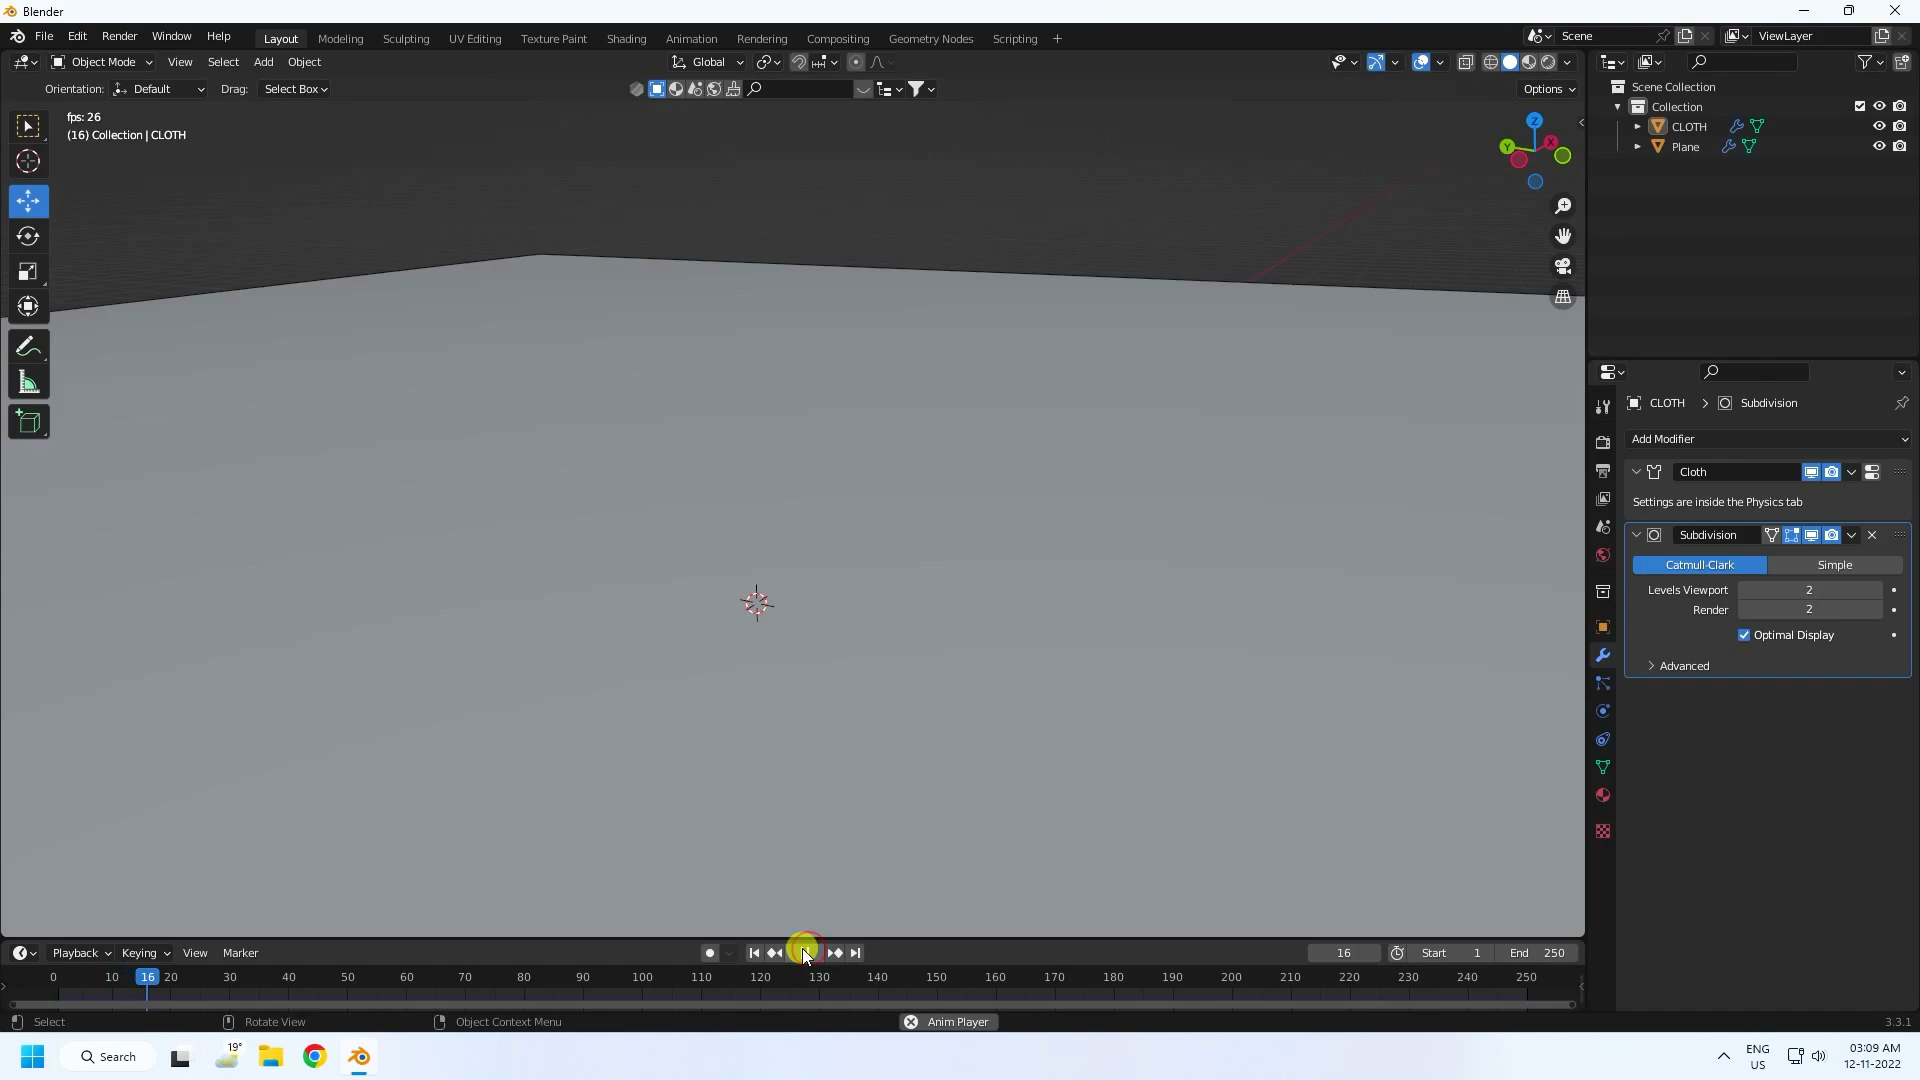 Blender
File Edit Render Window Help
Layout Modeling Sculpting UV Editing Texture Paint Shading Animation Rendering Compositing Geometry Nodes Scripting +
Scene
ViewLayer
Object Mode View Select Add Object
Global
Orientation: Default Drag: Select Box
Options
fps: 26
(16) Collection | CLOTH
Z
Y
X
Scene Collection
Collection
CLOTH
Plane
CLOTH > Subdivision
Add Modifier
Cloth
Settings are inside the Physics tab
Subdivision
Catmull-Clark Simple
Levels Viewport 2
Render 2
Optimal Display
Advanced
Playback Keying View Marker
16 Start 1 End 250
0 10 16 20 30 40 50 60 70 80 90 100 110 120 130 140 150 160 170 180 190 200 210 220 230 240 250
Select Rotate View Object Context Menu Anim Player 3.3.1
19°
Search
ENG
US
03:09 AM
12-11-2022